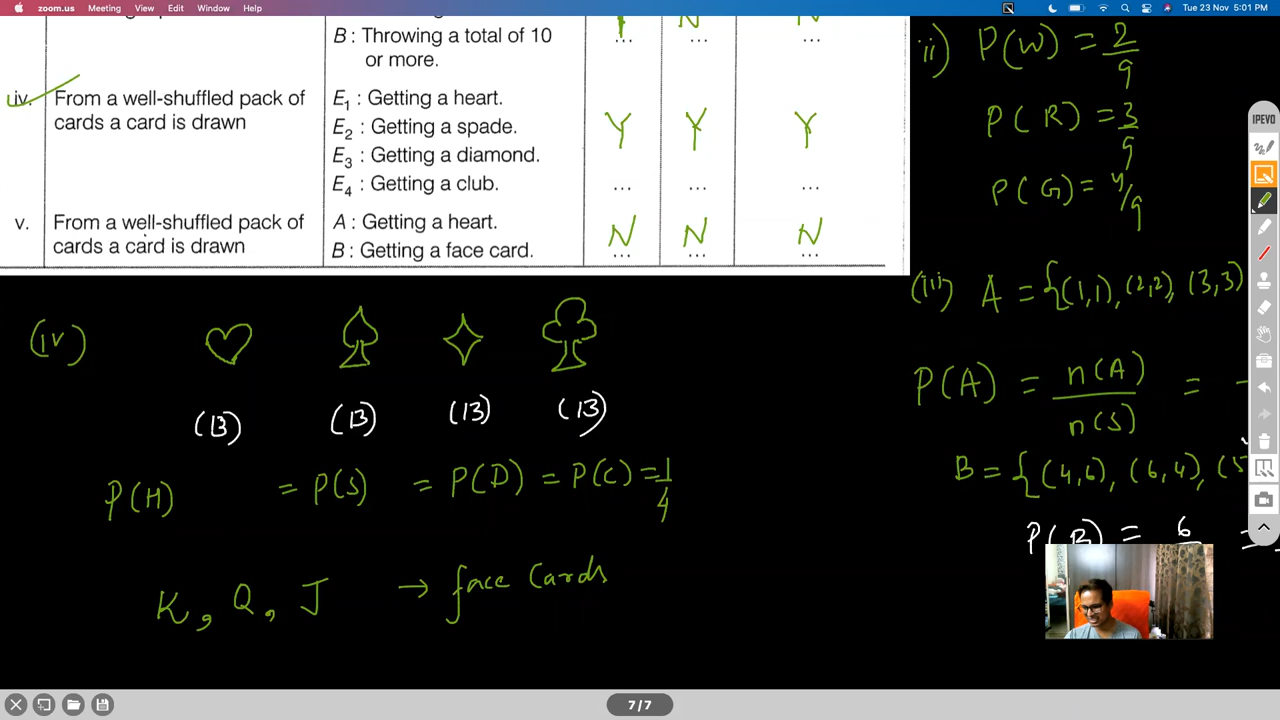 zoom.us Meeting View Edit Window Help Tue 23 Nov 5:01 PM
B : Throwing a total of 10 or more.
... ... ...
iv. From a well-shuffled pack of cards a card is drawn
E1 : Getting a heart.
E2 : Getting a spade.
E3 : Getting a diamond.
E4 : Getting a club.
Y Y Y
... ... ...
v. From a well-shuffled pack of cards a card is drawn
A : Getting a heart.
B : Getting a face card.
N N N
... ... ...
(iv)
(13) (13) (13) (13)
P(H) = P(S) = P(D) = P(C) = 1/4
K, Q, J → face Cards
ii) P(W) = 2/9
P(R) = 3/9
P(G) = 4/9
(iii) A = {(1,1), (2,2), (3,3)
P(A) = n(A)/n(S) =
B = {(4,6), (6,4), (5
P(B) = 6 =
IPEVO
7/7